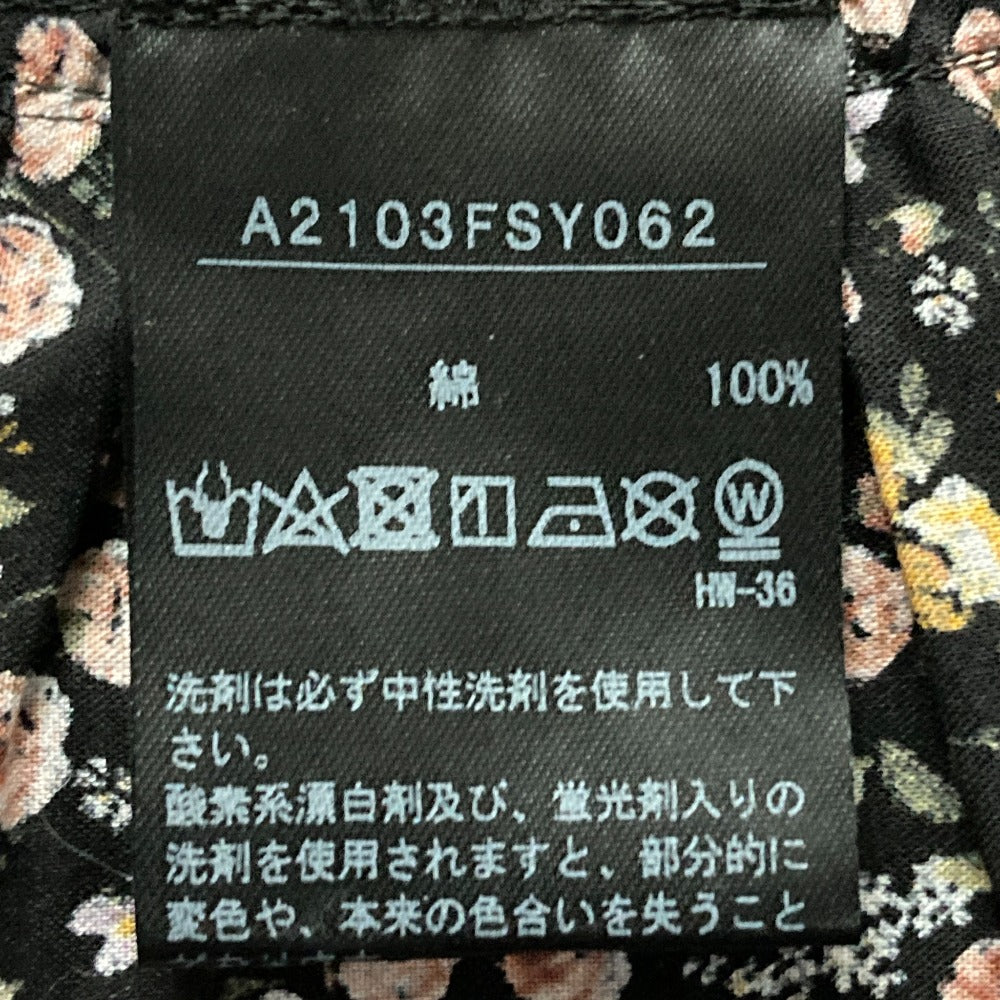 A2103FSY062
綿 100%
W
HW-36
洗剤は必ず中性洗剤を使用して下
さい。
酸素系漂白剤及び、蛍光剤入りの
洗剤を使用されますと、部分的に
変色や、本来の色合いを失うこと